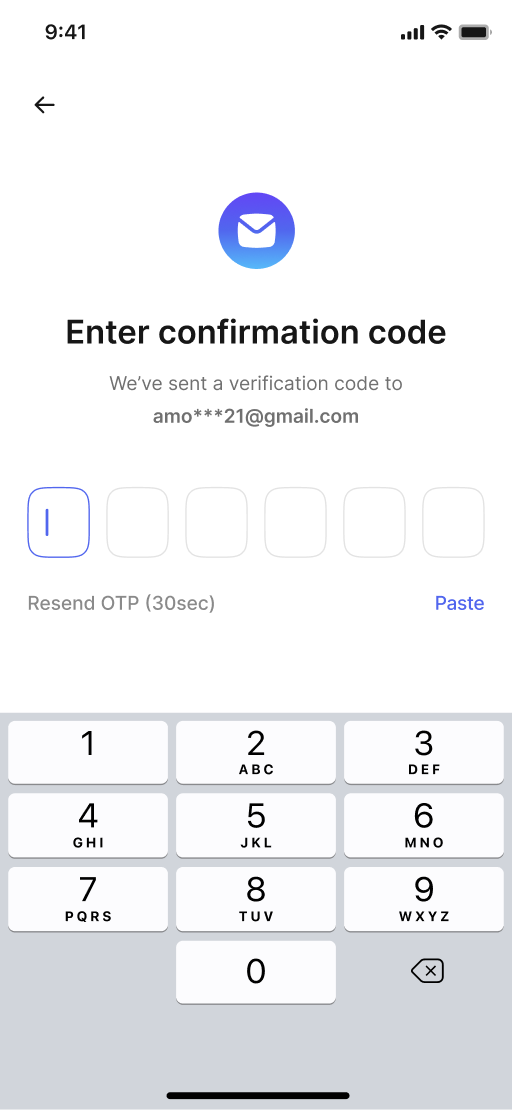 9:41
Enter confirmation code
We’ve sent a verification code to
amo***21@gmail.com
Resend OTP (30sec) Paste
1 2 3
ABC DEF
4 5 6
GHI JKL MNO
7 8 9
PQRS TUV WXYZ
0